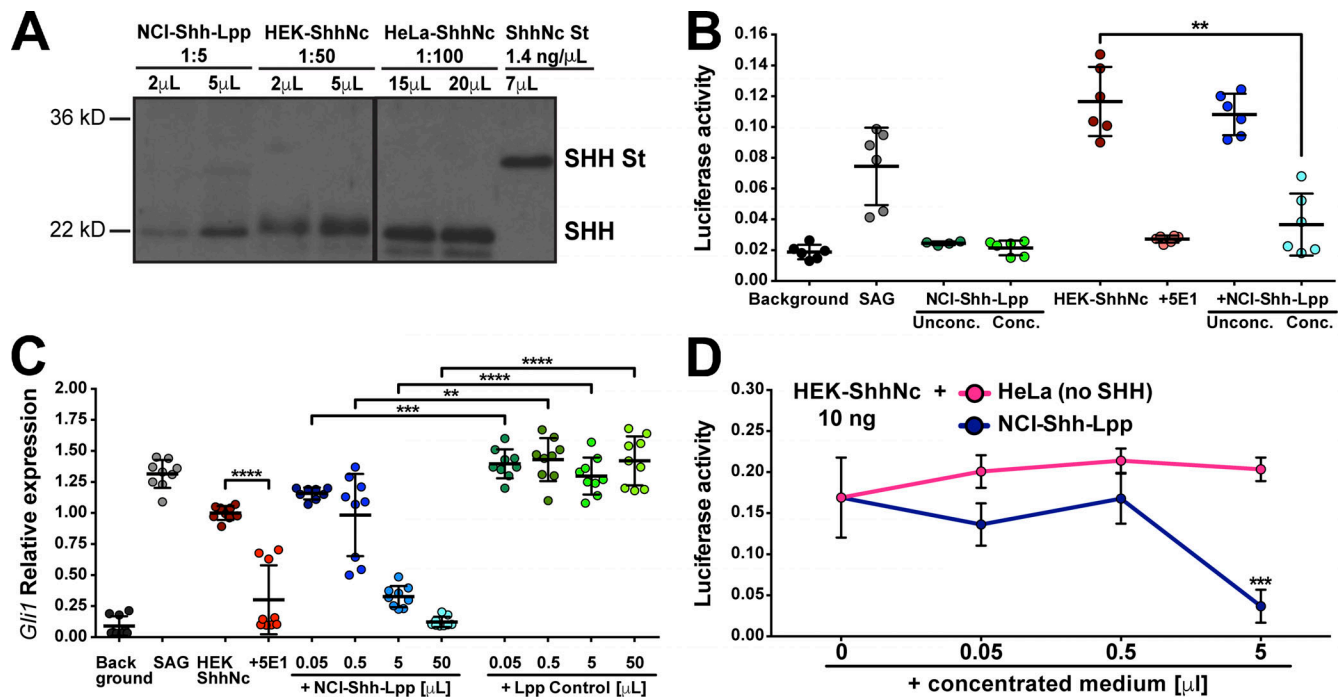 A
NCI-Shh-Lpp HEK-ShhNc HeLa-ShhNc ShhNc St
1:5 1:50 1:100 1.4 ng/μL
2μL 5μL 2μL 5μL 15μL 20μL 7μL
36 kD
SHH St
22 kD
SHH
B
**
Luciferase activity
0.16
0.14
0.12
0.10
0.08
0.06
0.04
0.02
0.00
Background SAG NCI-Shh-Lpp HEK-ShhNc +5E1 +NCI-Shh-Lpp
Unconc. Conc. Unconc. Conc.
C
****
****
**
***
****
Gli1 Relative expression
2.00
1.75
1.50
1.25
1.00
0.75
0.50
0.25
0.00
Back ground SAG HEK ShhNc +5E1 0.05 0.5 5 50 0.05 0.5 5 50
+ NCI-Shh-Lpp [μL] + Lpp Control [μL]
D
HEK-ShhNc + HeLa (no SHH)
10 ng NCI-Shh-Lpp
Luciferase activity
0.30
0.25
0.20
0.15
0.10
0.05
0.00
***
0 0.05 0.5 5
+ concentrated medium [μl]